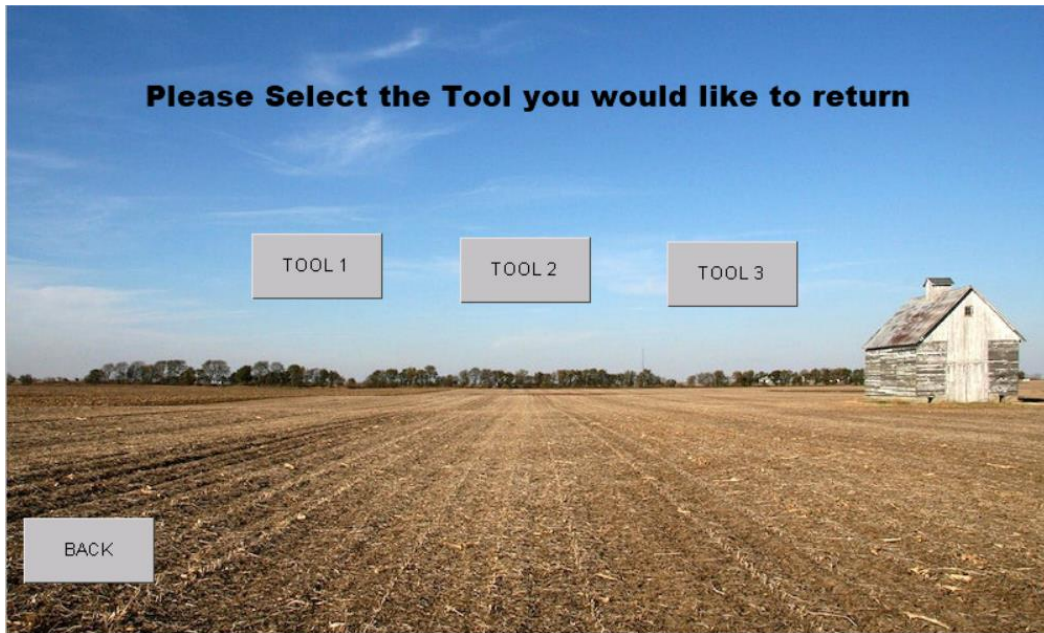 Please Select the Tool you would like to return
TOOL 1
TOOL 2
TOOL 3
BACK